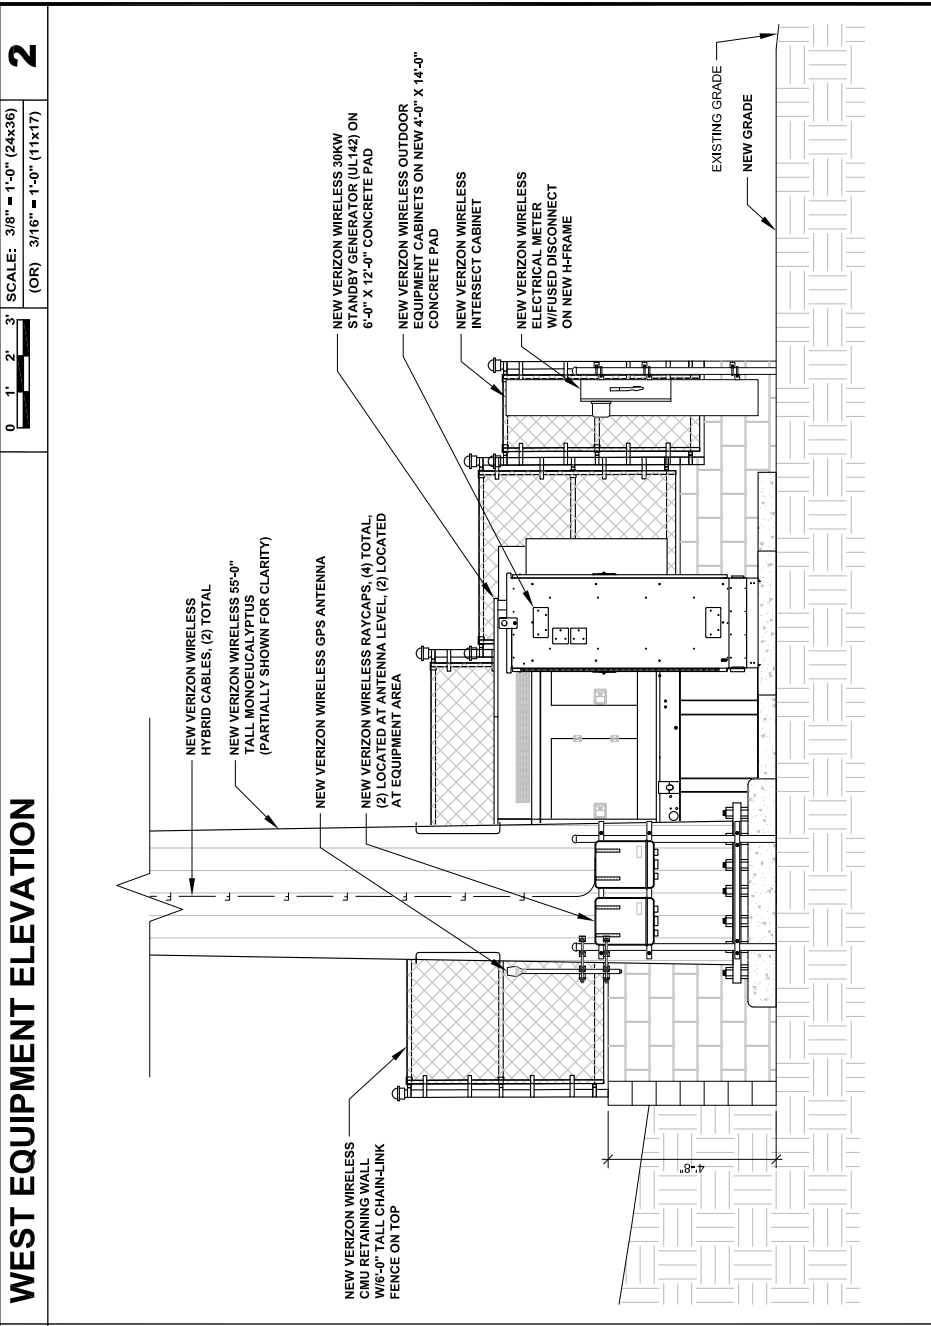 NEW VERIZON WIRELESS
HYBRID CABLES, (2) TOTAL
NEW VERIZON WIRELESS 55'-0"
TALL MONOEUCALYPTUS
(PARTIALLY SHOWN FOR CLARITY)
NEW VERIZON WIRELESS GPS ANTENNA
NEW VERIZON WIRELESS RAYCAPS, (4) TOTAL,
(2) LOCATED AT ANTENNA LEVEL, (2) LOCATED
AT EQUIPMENT AREA
NEW VERIZON WIRELESS
CMU RETAINING WALL
W/6'-0" TALL CHAIN-LINK
FENCE ON TOP
NEW VERIZON WIRELESS 30KW
STANDBY GENERATOR (UL142) ON
6'-0" X 12'-0" CONCRETE PAD
NEW VERIZON WIRELESS OUTDOOR
EQUIPMENT CABINETS ON NEW 4'-0" X 14'-0"
CONCRETE PAD
NEW VERIZON WIRELESS
INTERSECT CABINET
NEW VERIZON WIRELESS
ELECTRICAL METER
W/FUSED DISCONNECT
ON NEW H-FRAME
EXISTING GRADE
NEW GRADE
4'-8"
WEST EQUIPMENT ELEVATION
0 1' 2' 3'
SCALE: 3/8" = 1'-0" (24x36)
(OR) 3/16" = 1'-0" (11x17)
2